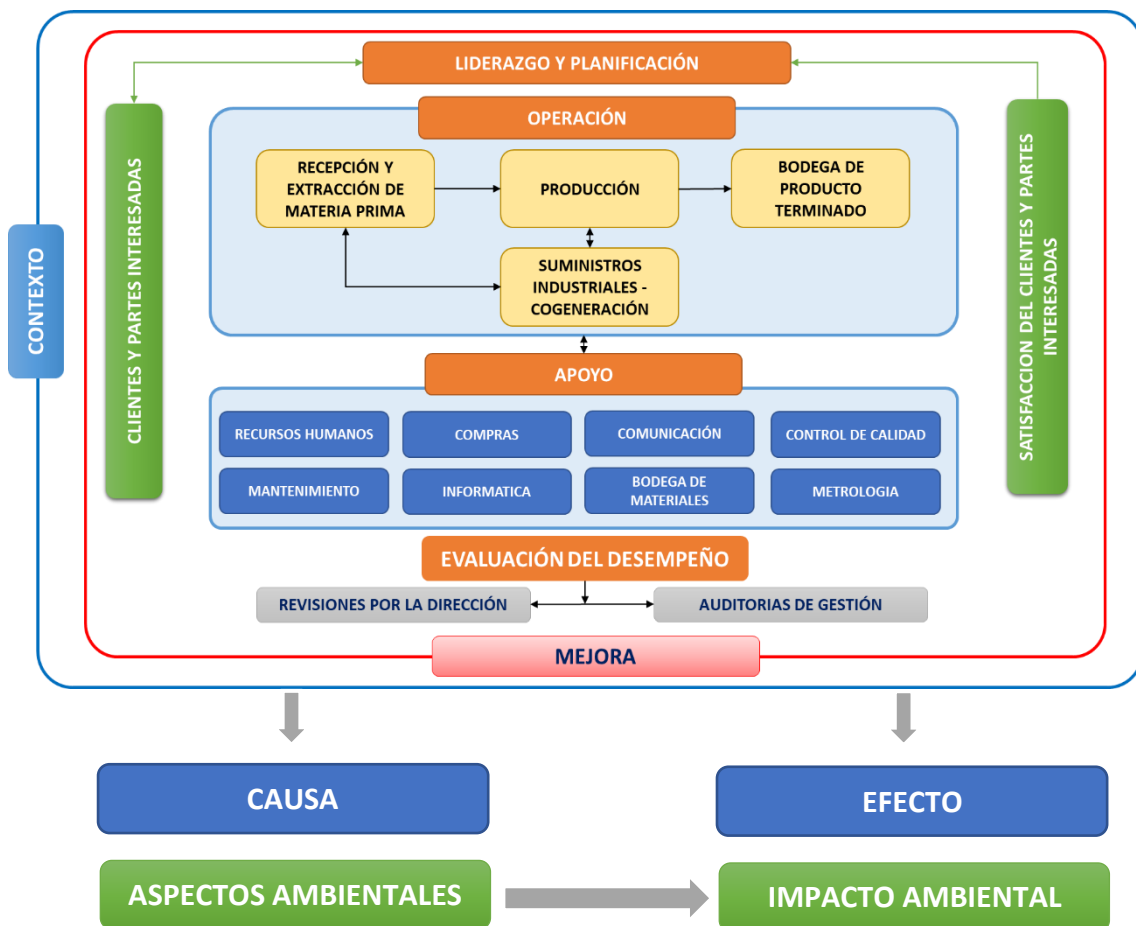 LIDERAZGO Y PLANIFICACIÓN
CONTEXTO
CLIENTES Y PARTES INTERESADAS
OPERACIÓN
RECEPCIÓN Y
EXTRACCIÓN DE
MATERIA PRIMA
PRODUCCIÓN
BODEGA DE
PRODUCTO
TERMINADO
SUMINISTROS
INDUSTRIALES -
COGENERACIÓN
SATISFACCION DEL CLIENTES Y PARTES
INTERESADAS
APOYO
RECURSOS HUMANOS
COMPRAS
COMUNICACIÓN
CONTROL DE CALIDAD
MANTENIMIENTO
INFORMATICA
BODEGA DE
MATERIALES
METROLOGIA
EVALUACIÓN DEL DESEMPEÑO
REVISIONES POR LA DIRECCIÓN
AUDITORIAS DE GESTIÓN
MEJORA
CAUSA
EFECTO
ASPECTOS AMBIENTALES
IMPACTO AMBIENTAL